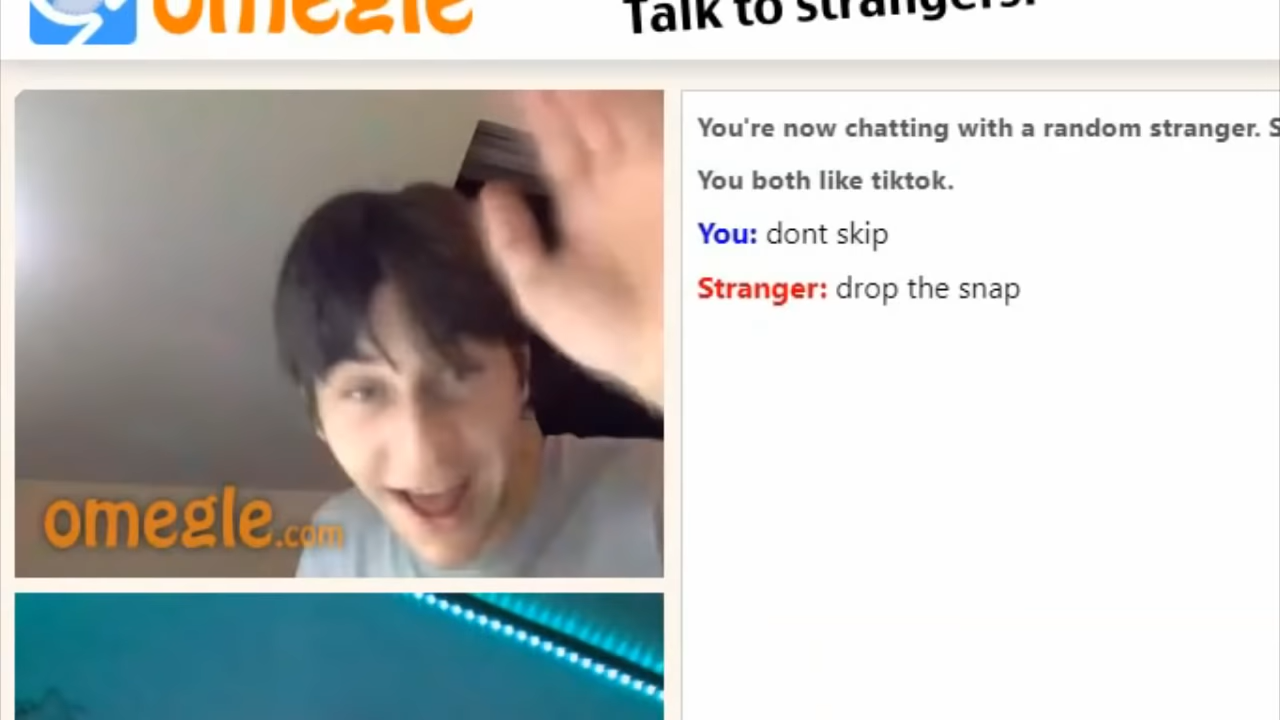 omegle
Talk to strangers!
You're now chatting with a random stranger. S
You both like tiktok.
You: dont skip
Stranger: drop the snap
omegle.com